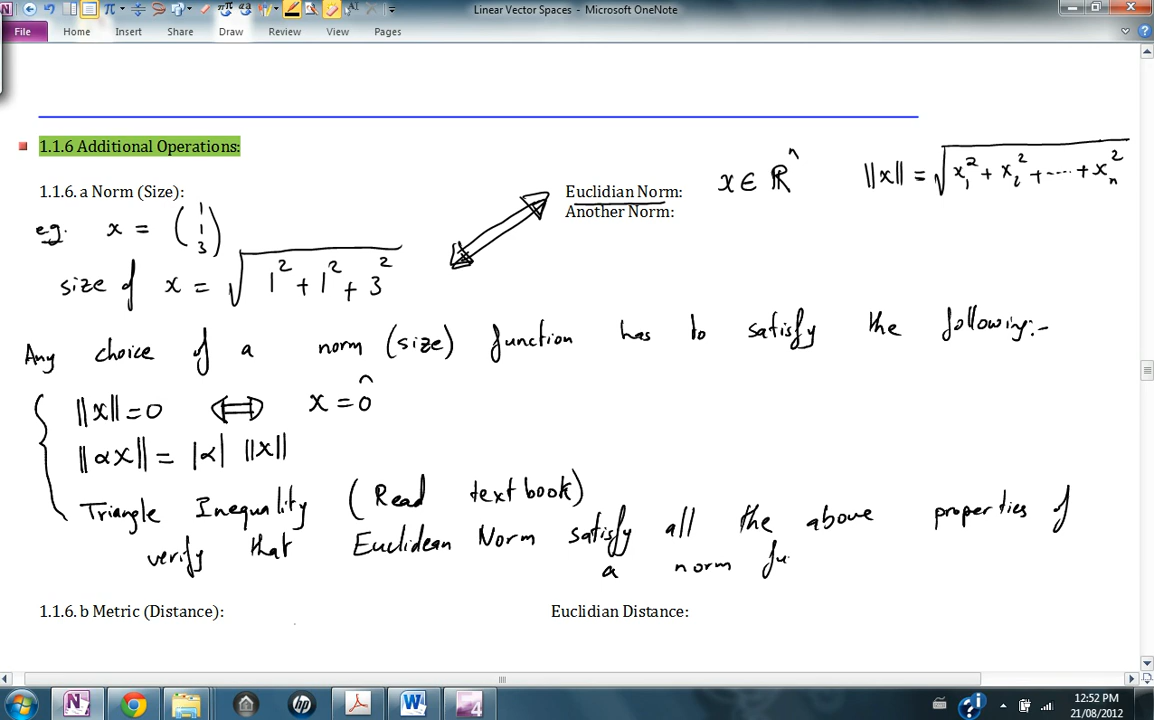 Linear Vector Spaces - Microsoft OneNote
File Home Insert Share Draw Review View Pages
1.1.6 Additional Operations:
1.1.6. a Norm (Size):
Euclidian Norm:
Another Norm:
x ∈ ℝ^n
||x|| = √(x₁² + x₂² + ---- + xₙ²)
eg. x = (1 1 3)
size of x = √(1² + 1² + 3²)
Any choice of a norm (size) function has to satisfy the following:-
||x|| = 0 ⟺ x = 0̂
||αx|| = |α| ||x||
Triangle Inequality (Read textbook)
verify that Euclidean Norm satisfy all the above properties of
a norm fu
1.1.6. b Metric (Distance):
Euclidian Distance:
12:52 PM
21/08/2012